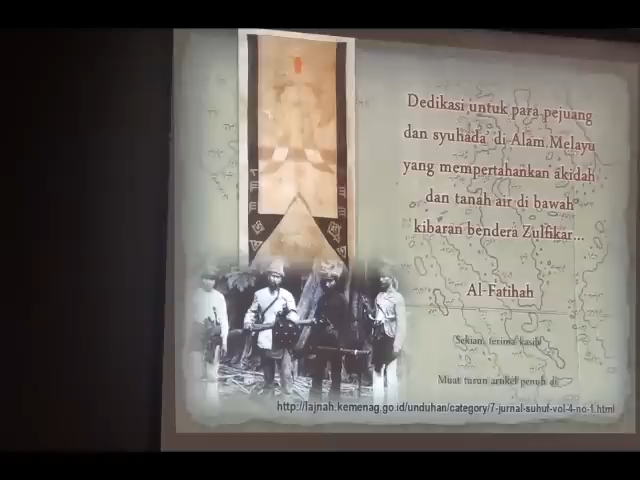 Dedikasi untuk para pejuang
dan syuhada' di Alam Melayu
yang mempertahankan akidah
dan tanah air di bawah
kibaran bendera Zulfikar...
Al-Fatihah
Sekian, terima kasih
Muat turun artikel penuh di
http://lajnah.kemenag.go.id/unduhan/category/7-jurnal-suhuf-vol-4-no-1.html